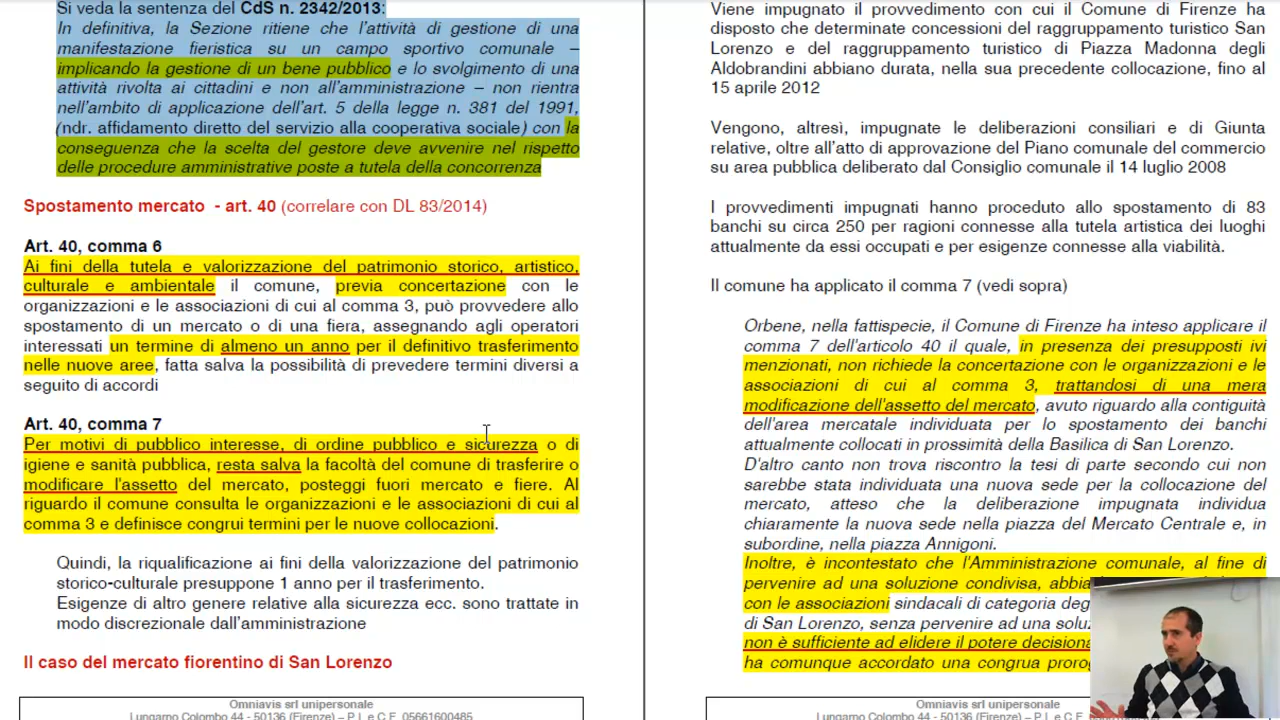 Si veda la sentenza del CdS n. 2342/2013:
In definitiva, la Sezione ritiene che l'attività di gestione di una
manifestazione fieristica su un campo sportivo comunale –
implicando la gestione di un bene pubblico e lo svolgimento di una
attività rivolta ai cittadini e non all'amministrazione – non rientra
nell'ambito di applicazione dell'art. 5 della legge n. 381 del 1991,
(ndr. affidamento diretto del servizio alla cooperativa sociale) con la
conseguenza che la scelta del gestore deve avvenire nel rispetto
delle procedure amministrative poste a tutela della concorrenza
Spostamento mercato - art. 40 (correlare con DL 83/2014)
Art. 40, comma 6
Ai fini della tutela e valorizzazione del patrimonio storico, artistico,
culturale e ambientale il comune, previa concertazione con le
organizzazioni e le associazioni di cui al comma 3, può provvedere allo
spostamento di un mercato o di una fiera, assegnando agli operatori
interessati un termine di almeno un anno per il definitivo trasferimento
nelle nuove aree, fatta salva la possibilità di prevedere termini diversi a
seguito di accordi
Art. 40, comma 7
Per motivi di pubblico interesse, di ordine pubblico e sicurezza o di
igiene e sanità pubblica, resta salva la facoltà del comune di trasferire o
modificare l'assetto del mercato, posteggi fuori mercato e fiere. Al
riguardo il comune consulta le organizzazioni e le associazioni di cui al
comma 3 e definisce congrui termini per le nuove collocazioni.
Quindi, la riqualificazione ai fini della valorizzazione del patrimonio
storico-culturale presuppone 1 anno per il trasferimento.
Esigenze di altro genere relative alla sicurezza ecc. sono trattate in
modo discrezionale dall'amministrazione
Il caso del mercato fiorentino di San Lorenzo
Omniavis srl unipersonale
Lungarno Colombo 44 - 50136 (Firenze) – P.I. e C.F. 05661600485
Viene impugnato il provvedimento con cui il Comune di Firenze ha
disposto che determinate concessioni del raggruppamento turistico San
Lorenzo e del raggruppamento turistico di Piazza Madonna degli
Aldobrandini abbiano durata, nella sua precedente collocazione, fino al
15 aprile 2012
Vengono, altresì, impugnate le deliberazioni consiliari e di Giunta
relative, oltre all'atto di approvazione del Piano comunale del commercio
su area pubblica deliberato dal Consiglio comunale il 14 luglio 2008
I provvedimenti impugnati hanno proceduto allo spostamento di 83
banchi su circa 250 per ragioni connesse alla tutela artistica dei luoghi
attualmente da essi occupati e per esigenze connesse alla viabilità.
Il comune ha applicato il comma 7 (vedi sopra)
Orbene, nella fattispecie, il Comune di Firenze ha inteso applicare il
comma 7 dell'articolo 40 il quale, in presenza dei presupposti ivi
menzionati, non richiede la concertazione con le organizzazioni e le
associazioni di cui al comma 3, trattandosi di una mera
modificazione dell'assetto del mercato, avuto riguardo alla contiguità
dell'area mercatale individuata per lo spostamento dei banchi
attualmente collocati in prossimità della Basilica di San Lorenzo.
D'altro canto non trova riscontro la tesi di parte secondo cui non
sarebbe stata individuata una nuova sede per la collocazione del
mercato, atteso che la deliberazione impugnata individua
chiaramente la nuova sede nella piazza del Mercato Centrale e, in
subordine, nella piazza Annigoni.
Inoltre, è incontestato che l'Amministrazione comunale, al fine di
pervenire ad una soluzione condivisa,
con le associazioni sindacali di categoria
di San Lorenzo, senza pervenire ad una
non è sufficiente ad elidere il potere
ha comunque accordato una congrua
Omniavis srl unipersonale
Lungarno Colombo 44 - 50136 (Firenze) – P.I. e C.F.